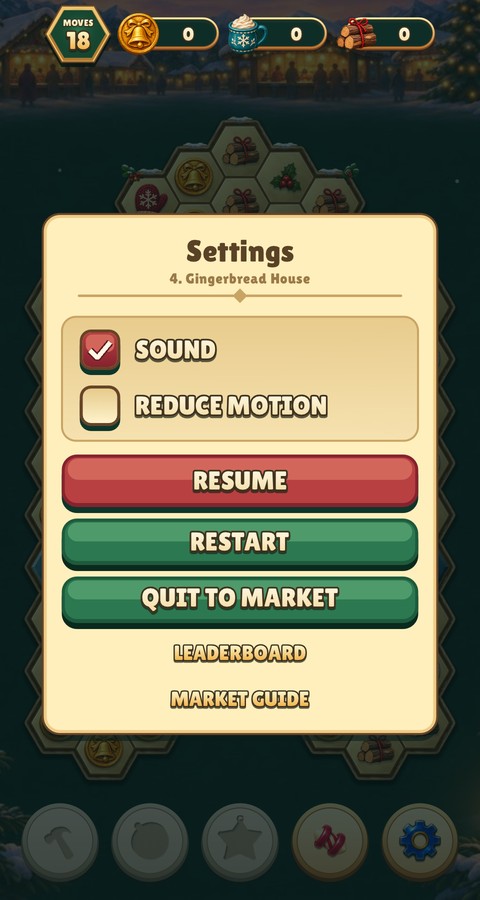 MOVES
18
0
0
0
Settings
4. Gingerbread House
SOUND
REDUCE MOTION
RESUME
RESTART
QUIT TO MARKET
LEADERBOARD
MARKET GUIDE